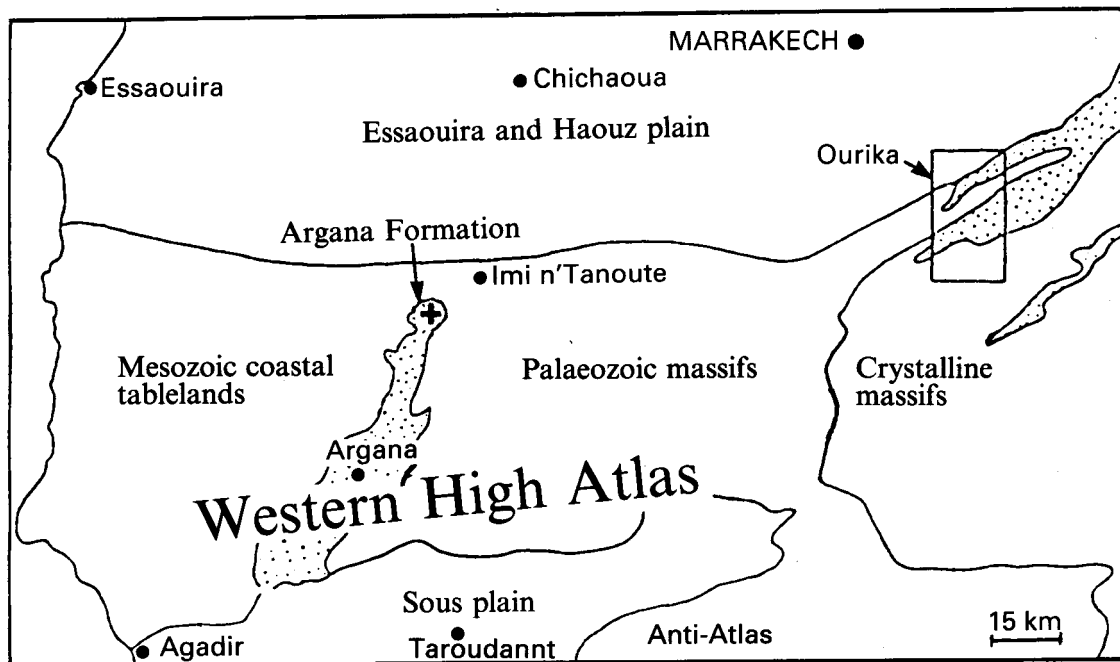 MARRAKECH
Essaouira
Chichaoua
Essaouira and Haouz plain
Ourika
Argana Formation
Imi n'Tanoute
Mesozoic coastal
tablelands
Palaeozoic massifs
Crystalline
massifs
Argana
Western High Atlas
Sous plain
15 km
Agadir
Taroudannt
Anti-Atlas